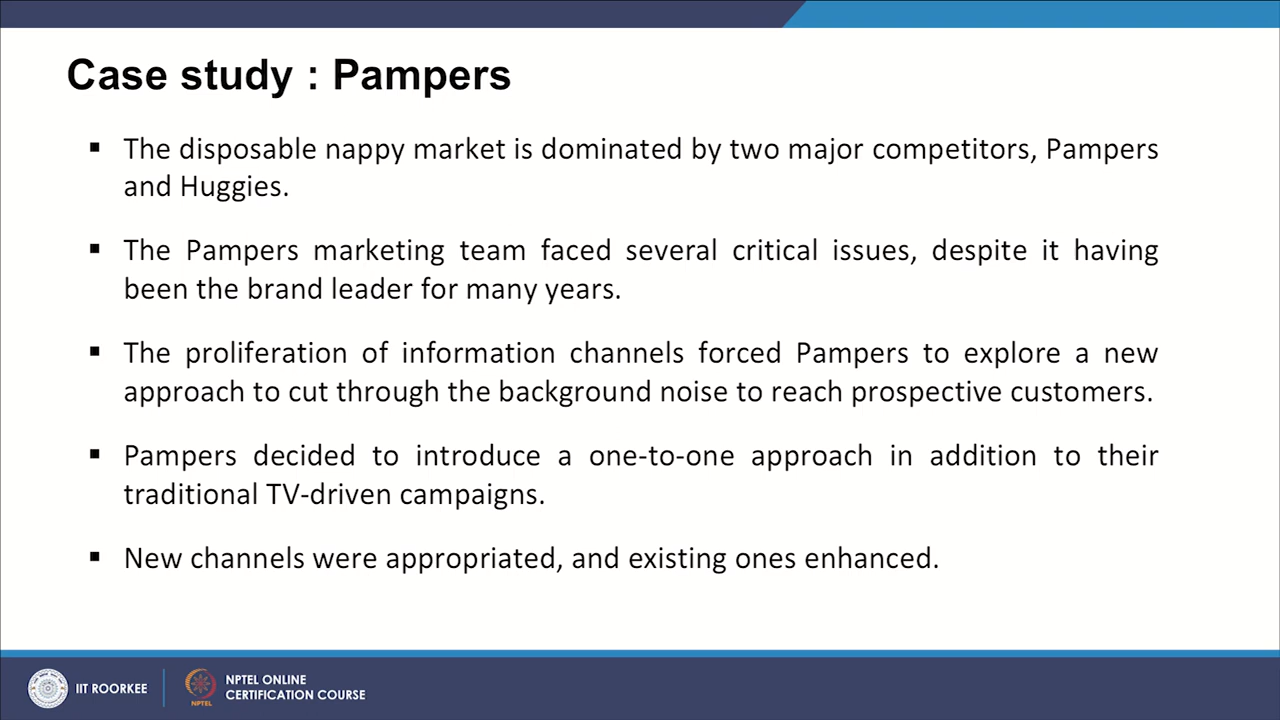 Case study : Pampers
▪ The disposable nappy market is dominated by two major competitors, Pampers
and Huggies.
▪ The Pampers marketing team faced several critical issues, despite it having
been the brand leader for many years.
▪ The proliferation of information channels forced Pampers to explore a new
approach to cut through the background noise to reach prospective customers.
▪ Pampers decided to introduce a one-to-one approach in addition to their
traditional TV-driven campaigns.
▪ New channels were appropriated, and existing ones enhanced.
IIT ROORKEE
NPTEL
NPTEL ONLINE
CERTIFICATION COURSE